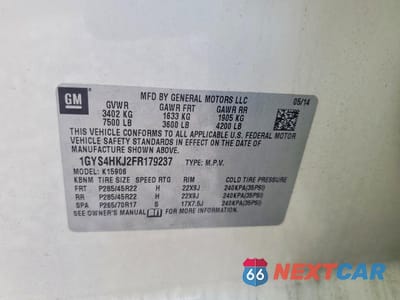 GM
MFD BY GENERAL MOTORS LLC
05/14
GVWR GAWR FRT GAWR RR
3402 KG 1633 KG 1905 KG
7500 LB 3600 LB 4200 LB
THIS VEHICLE CONFORMS TO ALL APPLICABLE U.S. FEDERAL MOTOR
VEHICLE SAFETY STANDARDS IN EFFECT ON THE DATE OF
MANUFACTURE SHOWN ABOVE.
1GYS4HKJ2FR179237 TYPE: M.P.V.
MODEL: K15906
KBNM TIRE SIZE SPEED RTG RIM COLD TIRE PRESSURE
FRT P285/45R22 H 22X9J 240KPA(35PSI)
RR P285/45R22 H 22X9J 240KPA(35PSI)
SPA P265/70R17 S 17X7.5J 240KPA(35PSI)
SEE OWNER'S MANUAL FOR ADDITIONAL INFORMATION.
66 NEXTCAR